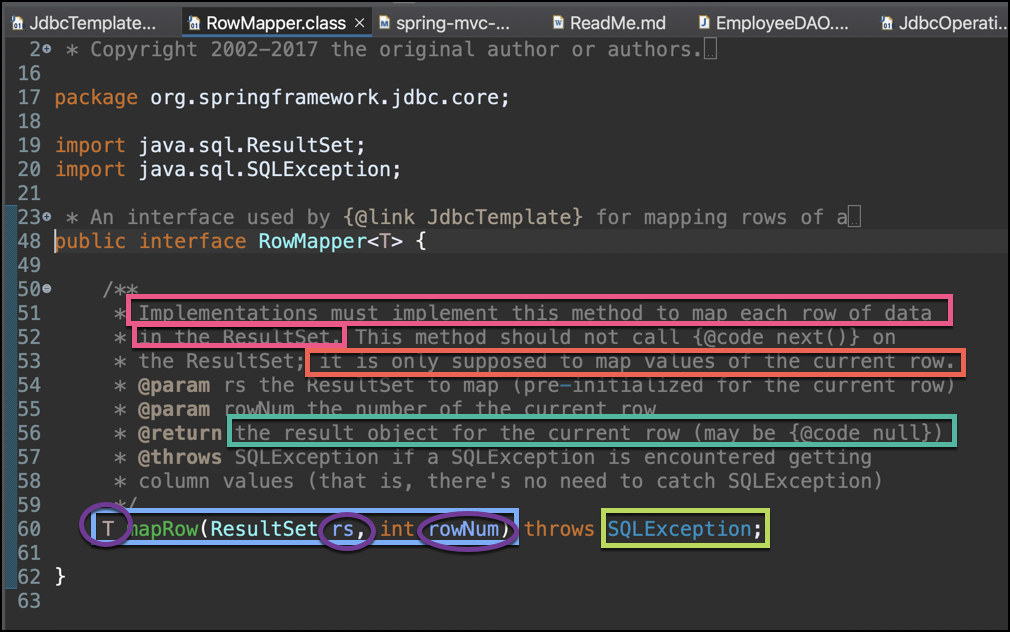 JdbcTemplate... RowMapper.class × spring-mvc-... ReadMe.md EmployeeDAO.... JdbcOperati...
2 * Copyright 2002-2017 the original author or authors.
16
17 package org.springframework.jdbc.core;
18
19 import java.sql.ResultSet;
20 import java.sql.SQLException;
21
23 * An interface used by {@link JdbcTemplate} for mapping rows of a
48 public interface RowMapper<T> {
49
50 /**
51 * Implementations must implement this method to map each row of data
52 * in the ResultSet. This method should not call {@code next()} on
53 * the ResultSet; it is only supposed to map values of the current row.
54 * @param rs the ResultSet to map (pre-initialized for the current row)
55 * @param rowNum the number of the current row
56 * @return the result object for the current row (may be {@code null})
57 * @throws SQLException if a SQLException is encountered getting
58 * column values (that is, there's no need to catch SQLException)
59 */
60 T mapRow(ResultSet rs, int rowNum) throws SQLException;
61
62 }
63